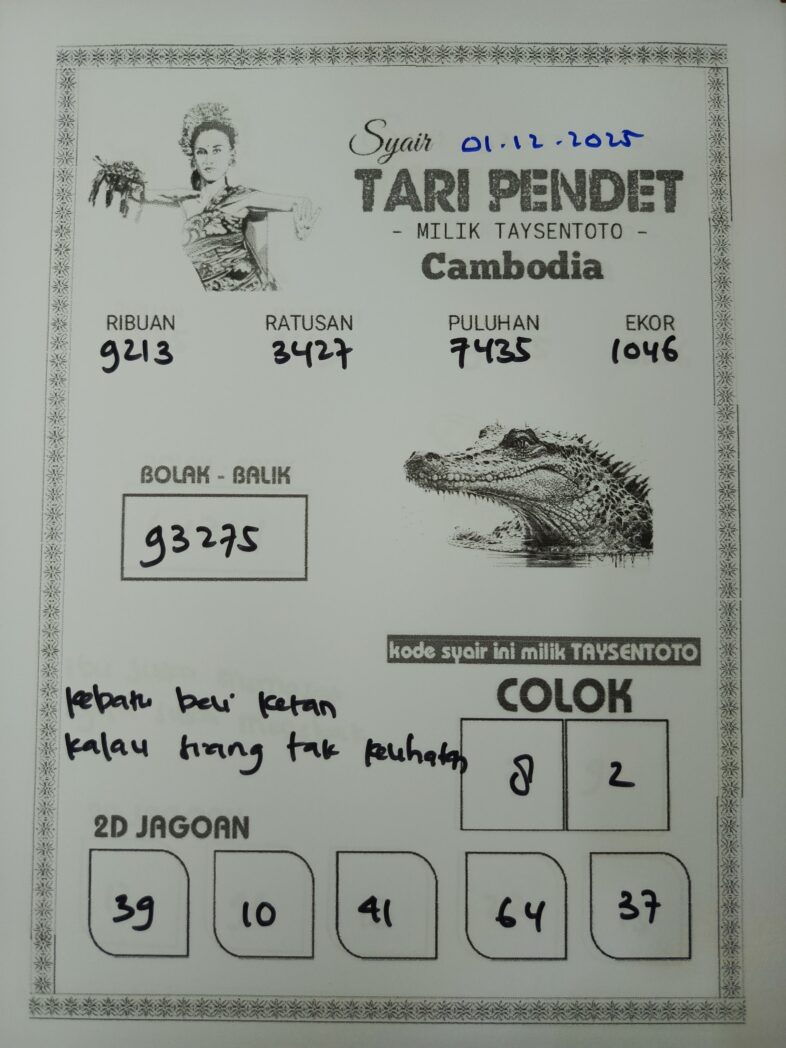 Syair 01.12.2025
TARI PENDET
- MILIK TAYSENTOTO -
Cambodia
RIBUAN RATUSAN PULUHAN EKOR
9213 3427 7435 1046
BOLAK - BALIK
93275
kode syair ini milik TAYSENTOTO
COLOK
8 2
beli ketan
kalau siang tak kelihatan
2D JAGOAN
39 10 41 64 37